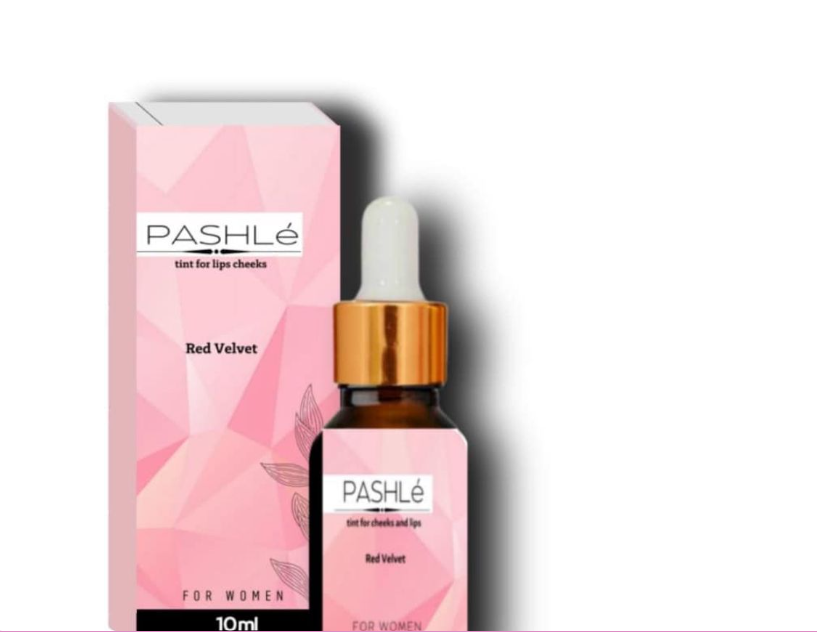 PASHLé
tint for lips cheeks
Red Velvet
FOR WOMEN
10ml
PASHLé
tint for cheeks and lips
Red Velvet
FOR WOMEN